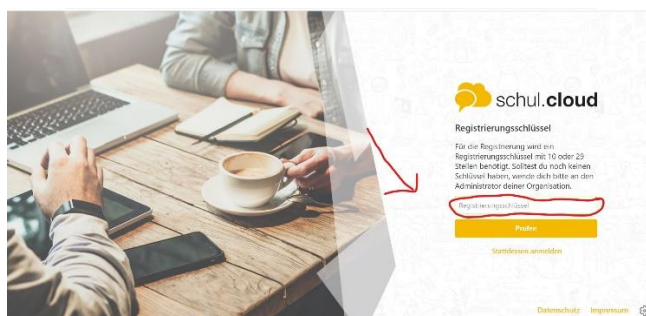 schul.cloud
Registrierungsschlüssel
Für die Registrierung wird ein
Registrierungsschlüssel mit 10 oder 29
Stellen benötigt. Solltest du noch keinen
Schlüssel haben, wende dich bitte an den
Administrator deiner Organisation.
Registrierungsschlüssel
Prüfen
Stattdessen anmelden
Datenschutz Impressum